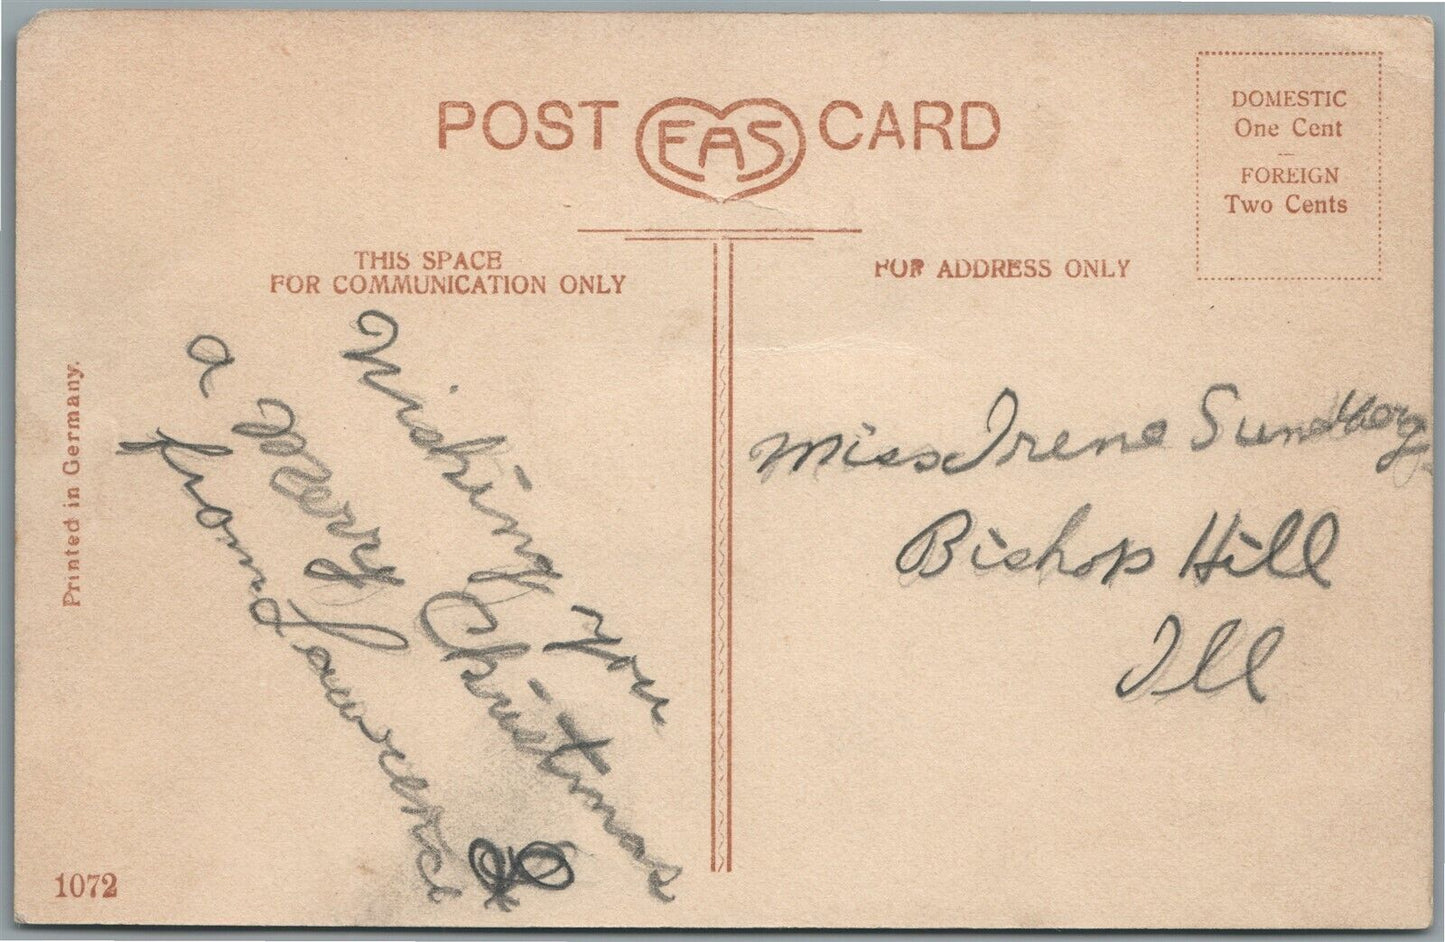 POST EAS CARD
DOMESTIC
One Cent
FOREIGN
Two Cents
THIS SPACE
FOR COMMUNICATION ONLY
FOR ADDRESS ONLY
Printed in Germany.
Wishing you
a Merry Christmas
from Lawrence
Miss Irene Sundberg
Bishop Hill
Ill
1072